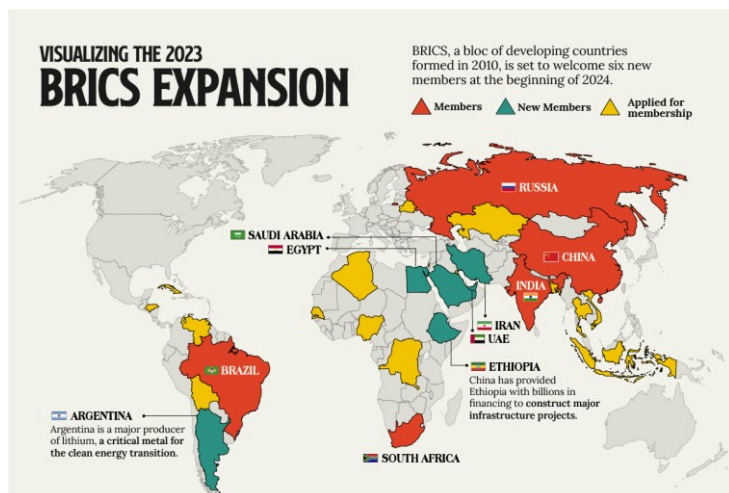 VISUALIZING THE 2023
BRICS EXPANSION
BRICS, a bloc of developing countries
formed in 2010, is set to welcome six new
members at the beginning of 2024.
Members
New Members
Applied for
membership
RUSSIA
SAUDI ARABIA
EGYPT
CHINA
INDIA
IRAN
UAE
BRAZIL
ETHIOPIA
China has provided
Ethiopia with billions in
financing to construct major
infrastructure projects.
ARGENTINA
Argentina is a major producer
of lithium, a critical metal for
the clean energy transition.
SOUTH AFRICA